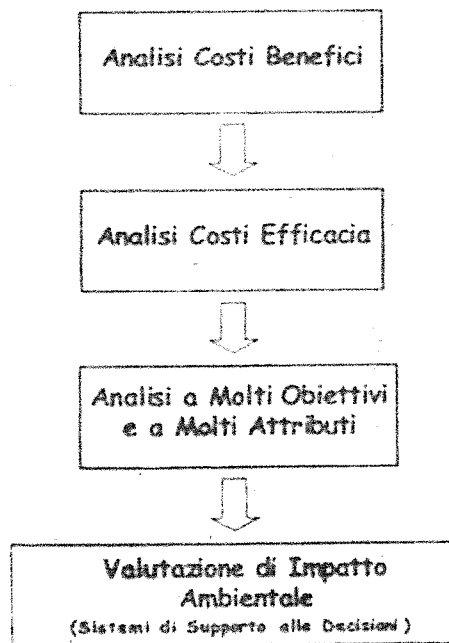 Analisi Costi Benefici
Analisi Costi Efficacia
Analisi a Molti Obiettivi
e a Molti Attributi
Valutazione di Impatto
Ambientale
(Sistemi di Supporto alle Decisioni)